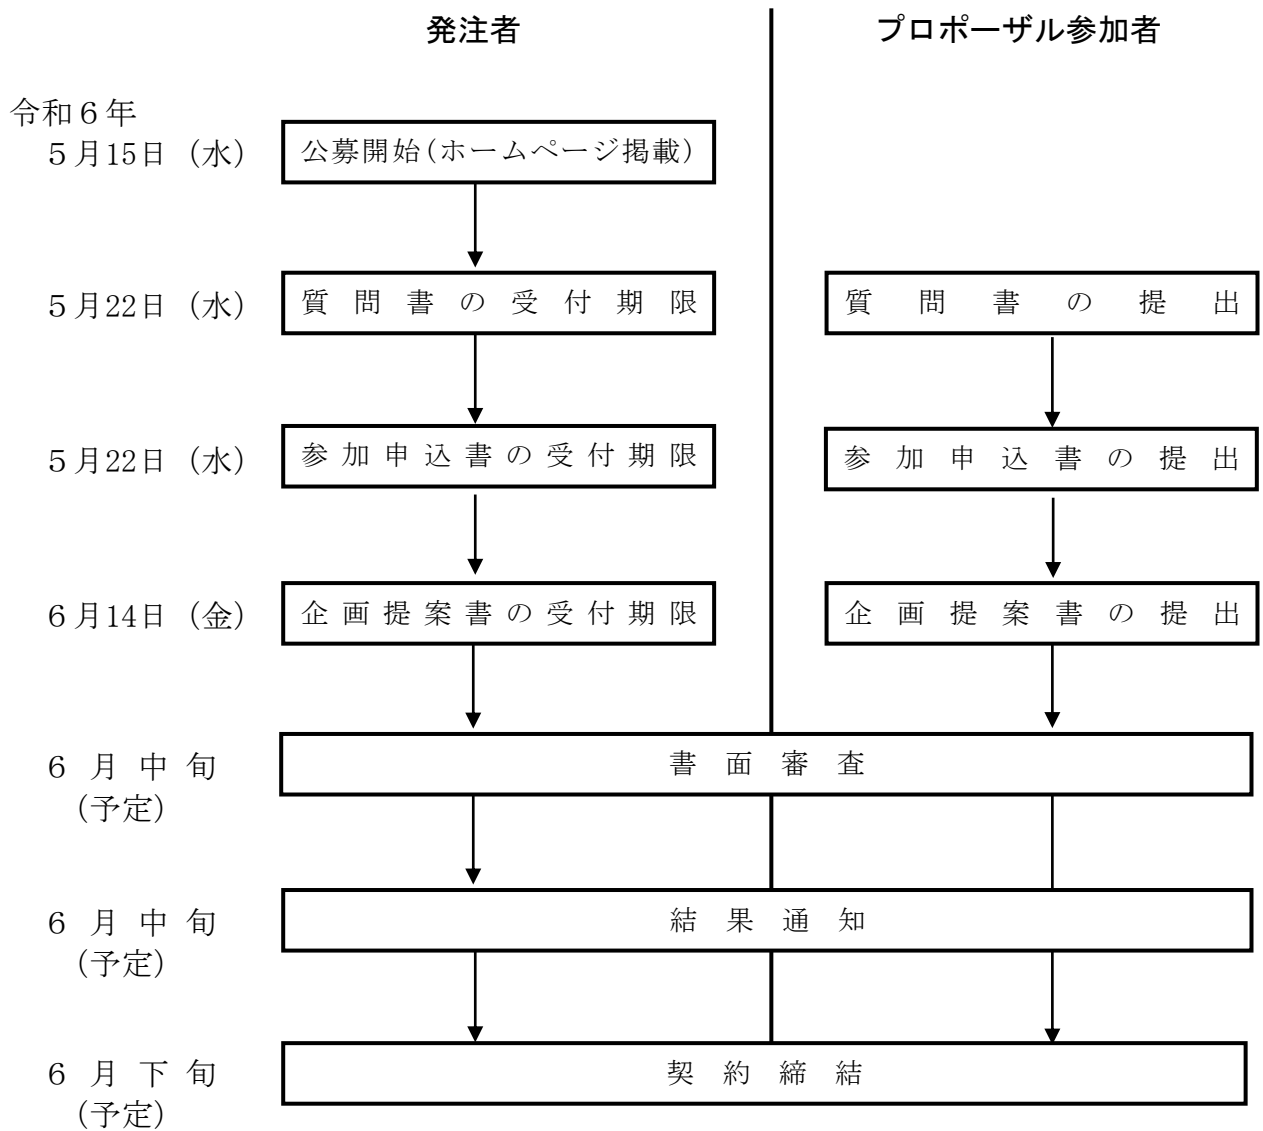 発注者 プロポーザル参加者
令和６年
５月15日（水） 公募開始（ホームページ掲載）
５月22日（水） 質問書の受付期限 質問書の提出
５月22日（水） 参加申込書の受付期限 参加申込書の提出
６月14日（金） 企画提案書の受付期限 企画提案書の提出
６月中旬 書面審査
（予定）
６月中旬 結果通知
（予定）
６月下旬 契約締結
（予定）